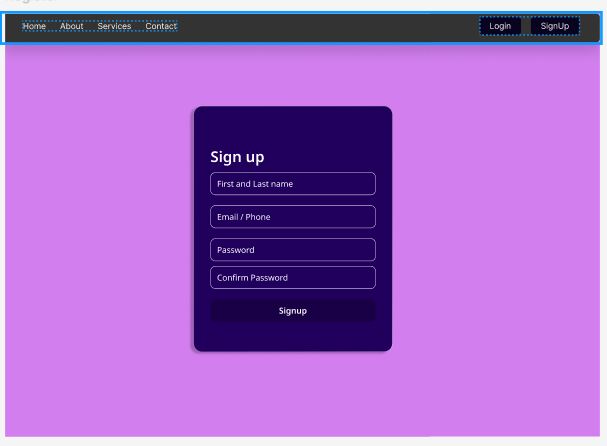 Home About Services Contact Login SignUp
Sign up
First and Last name
Email / Phone
Password
Confirm Password
Signup